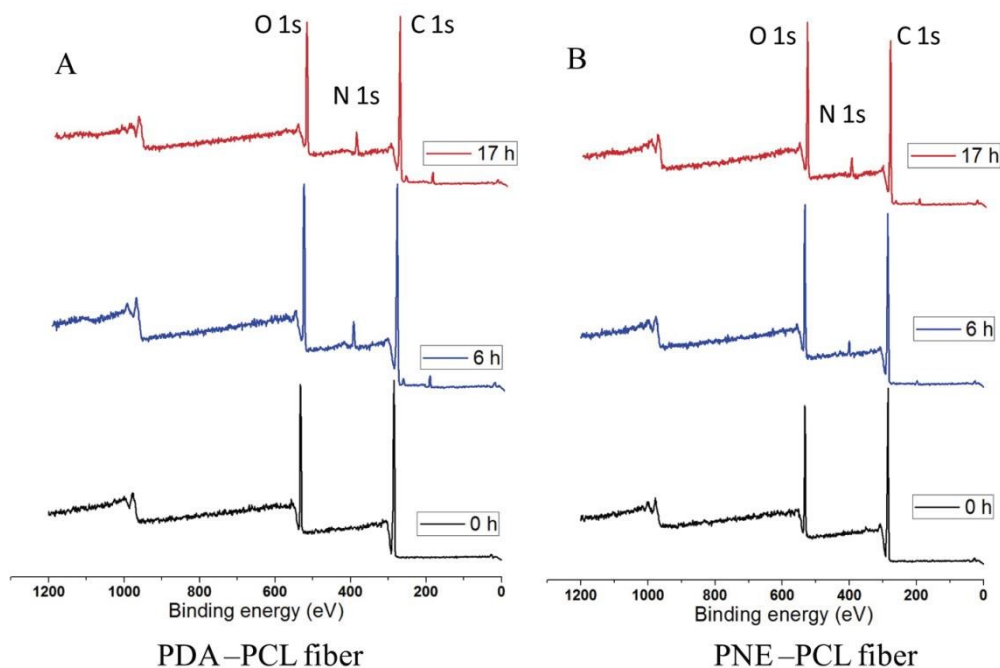 A
O 1s
C 1s
N 1s
17 h
6 h
0 h
1200 1000 800 600 400 200 0
Binding energy (eV)
PDA–PCL fiber
B
O 1s
C 1s
N 1s
17 h
6 h
0 h
1200 1000 800 600 400 200 0
Binding energy (eV)
PNE–PCL fiber